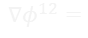 ∇ϕ¹² =